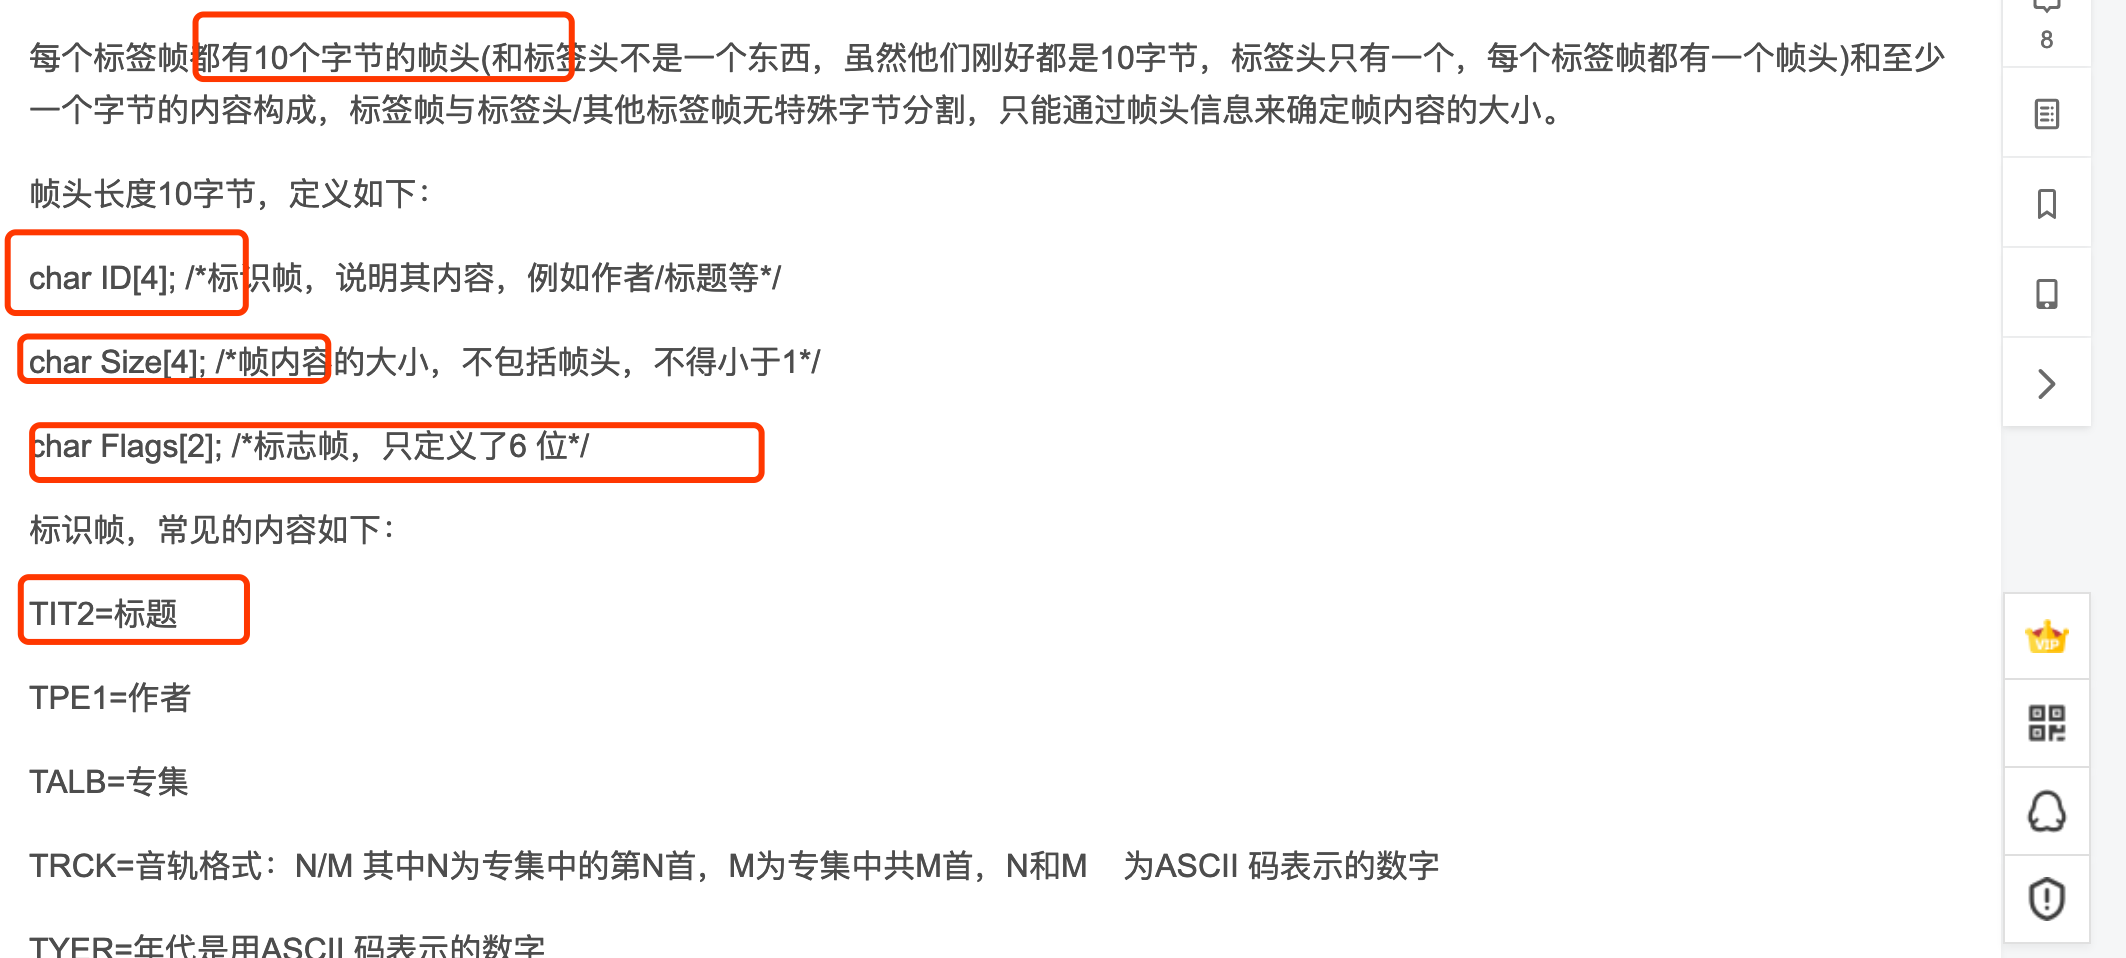 每个标签帧都有10个字节的帧头(和标签头不是一个东西，虽然他们刚好都是10字节，标签头只有一个，每个标签帧都有一个帧头)和至少
一个字节的内容构成，标签帧与标签头/其他标签帧无特殊字节分割，只能通过帧头信息来确定帧内容的大小。
帧头长度10字节，定义如下：
char ID[4]; /*标识帧，说明其内容，例如作者/标题等*/
char Size[4]; /*帧内容的大小，不包括帧头，不得小于1*/
char Flags[2]; /*标志帧，只定义了6 位*/
标识帧，常见的内容如下：
TIT2=标题
TPE1=作者
TALB=专集
TRCK=音轨格式：N/M 其中N为专集中的第N首，M为专集中共M首，N和M    为ASCII 码表示的数字
TYER=年代是用ASCII 码表示的数字
8
VIP